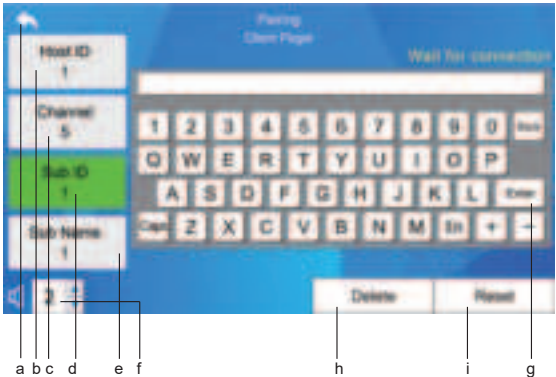 Pairing
Client Pager
Wait for connection
Host ID
1
Channel
5
Sub ID
1
Sub Name
1
1 2 3 4 5 6 7 8 9 0 Back
Q W E R T Y U I O P
A S D F G H J K L Enter
Caps Z X C V B N M En + -
2
Delete Reset
a b c d e f h i g